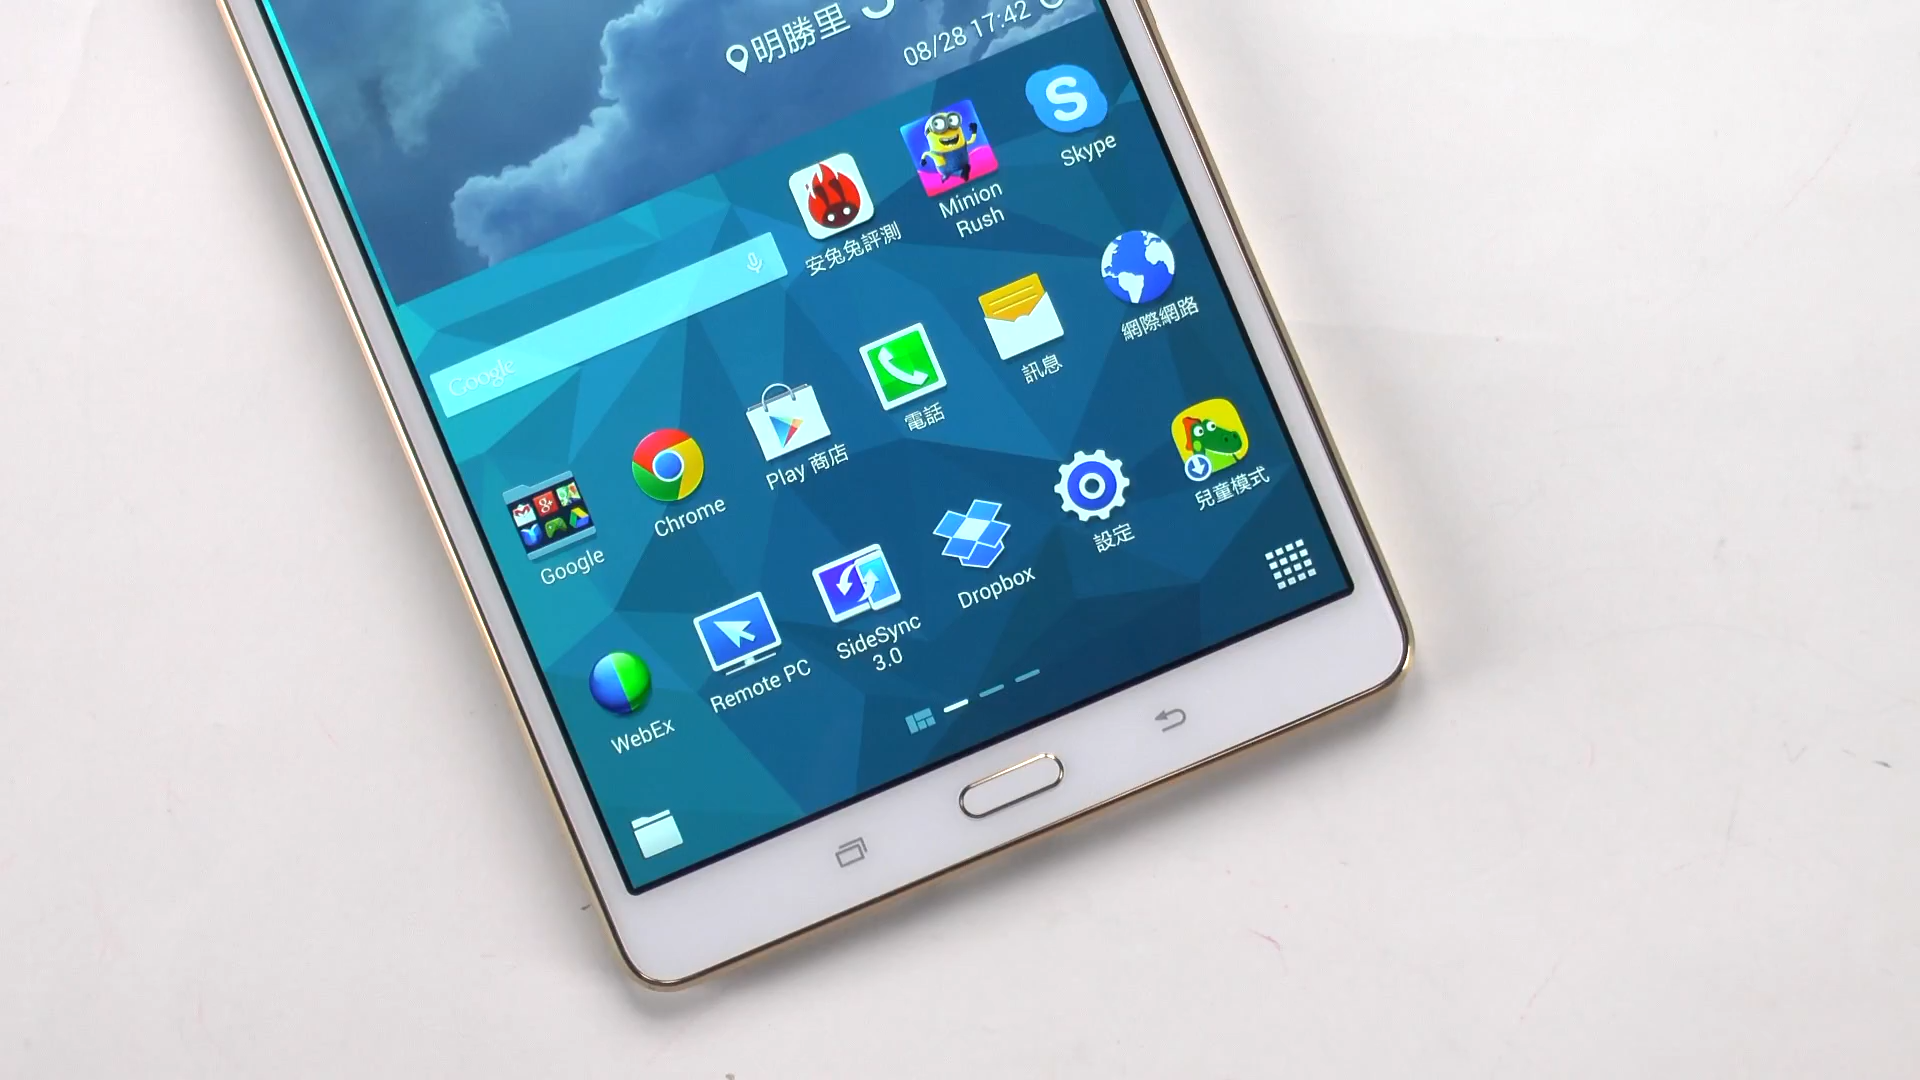 明勝里
08/28 17:42
Google
安兔兔評測
Minion
Rush
Skype
Google
Chrome
Play 商店
電話
訊息
網際網路
WebEx
Remote PC
SideSync
3.0
Dropbox
設定
兒童模式